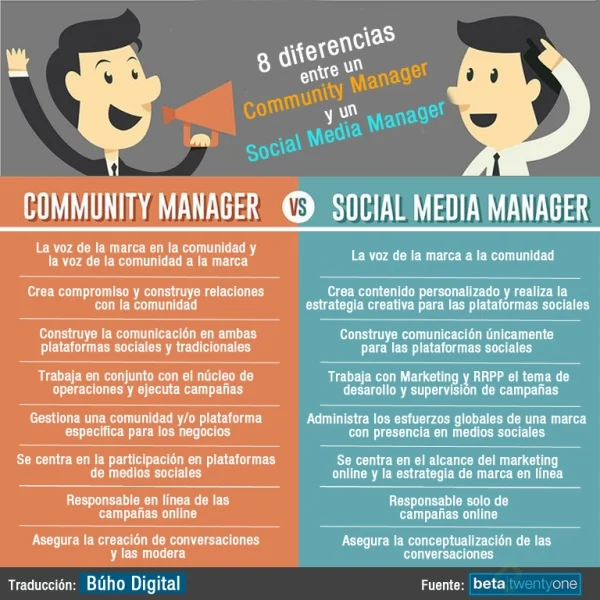 8 diferencias
entre un
Community Manager
y un
Social Media Manager
COMMUNITY MANAGER
VS
SOCIAL MEDIA MANAGER
La voz de la marca en la comunidad y
la voz de la comunidad a la marca
La voz de la marca a la comunidad
Crea compromiso y construye relaciones
con la comunidad
Crea contenido personalizado y realiza la
estrategia creativa para las plataformas sociales
Construye la comunicación en ambas
plataformas sociales y tradicionales
Construye comunicación únicamente
para las plataformas sociales
Trabaja en conjunto con el núcleo de
operaciones y ejecuta campañas
Trabaja con Marketing y RRPP el tema de
desarollo y supervisión de campañas
Gestiona una comunidad y/o plataforma
especifica para los negocios
Administra los esfuerzos globales de una marca
con presencia en medios sociales
Se centra en la participación en plataformas
de medios sociales
Se centra en el alcance del marketing
online y la estrategia de marca en línea
Responsable en línea de las
campañas online
Responsable solo de
campañas online
Asegura la creación de conversaciones
y las modera
Asegura la conceptualización de las
conversaciones
Traducción: Búho Digital
Fuente: beta|twentyone